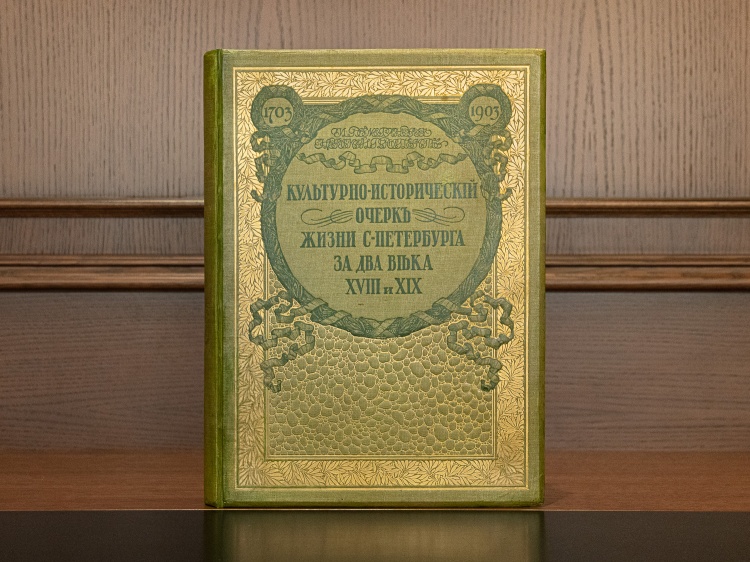 1703
1903
КУЛЬТУРНО-ИСТОРИЧЕСКІЙ
ОЧЕРКЪ
ЖИЗНИ С-ПЕТЕРБУРГА
ЗА ДВА ВѢКА
XVIII и XIX